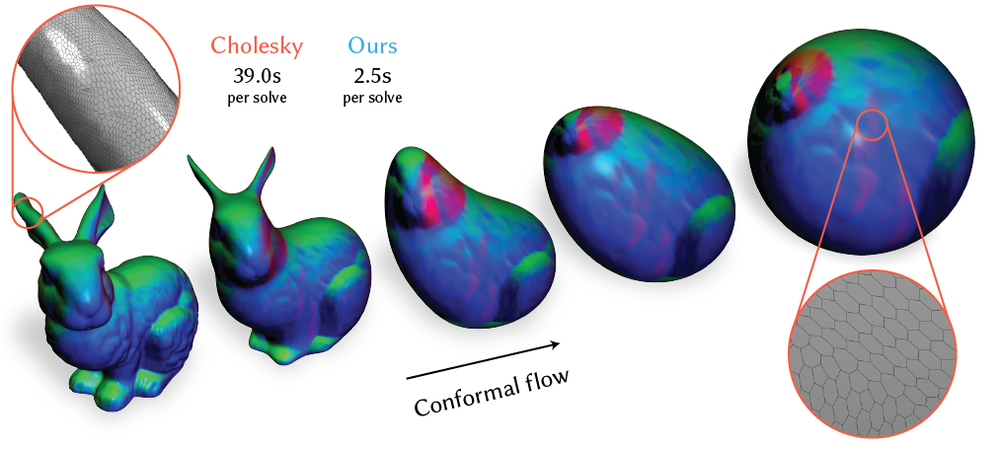 Cholesky
Ours
39.0s
2.5s
per solve
per solve
Conformal flow